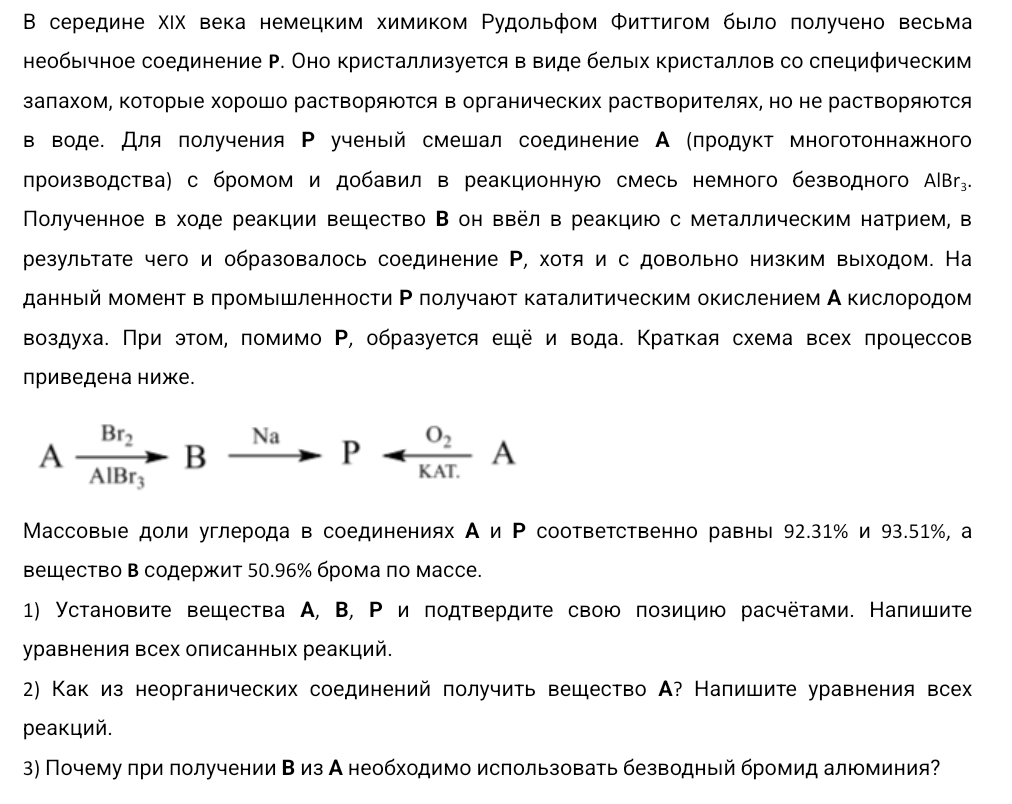 В середине XIX века немецким химиком Рудольфом Фиттигом было получено весьма
необычное соединение P. Оно кристаллизуется в виде белых кристаллов со специфическим
запахом, которые хорошо растворяются в органических растворителях, но не растворяются
в воде. Для получения P ученый смешал соединение A (продукт многотоннажного
производства) с бромом и добавил в реакционную смесь немного безводного AlBr₃.
Полученное в ходе реакции вещество B он ввёл в реакцию с металлическим натрием, в
результате чего и образовалось соединение P, хотя и с довольно низким выходом. На
данный момент в промышленности P получают каталитическим окислением A кислородом
воздуха. При этом, помимо P, образуется ещё и вода. Краткая схема всех процессов
приведена ниже.
A Br₂ AlBr₃ B Na P O₂ КАТ. A
Массовые доли углерода в соединениях A и P соответственно равны 92.31% и 93.51%, а
вещество B содержит 50.96% брома по массе.
1) Установите вещества A, B, P и подтвердите свою позицию расчётами. Напишите
уравнения всех описанных реакций.
2) Как из неорганических соединений получить вещество A? Напишите уравнения всех
реакций.
3) Почему при получении B из A необходимо использовать безводный бромид алюминия?